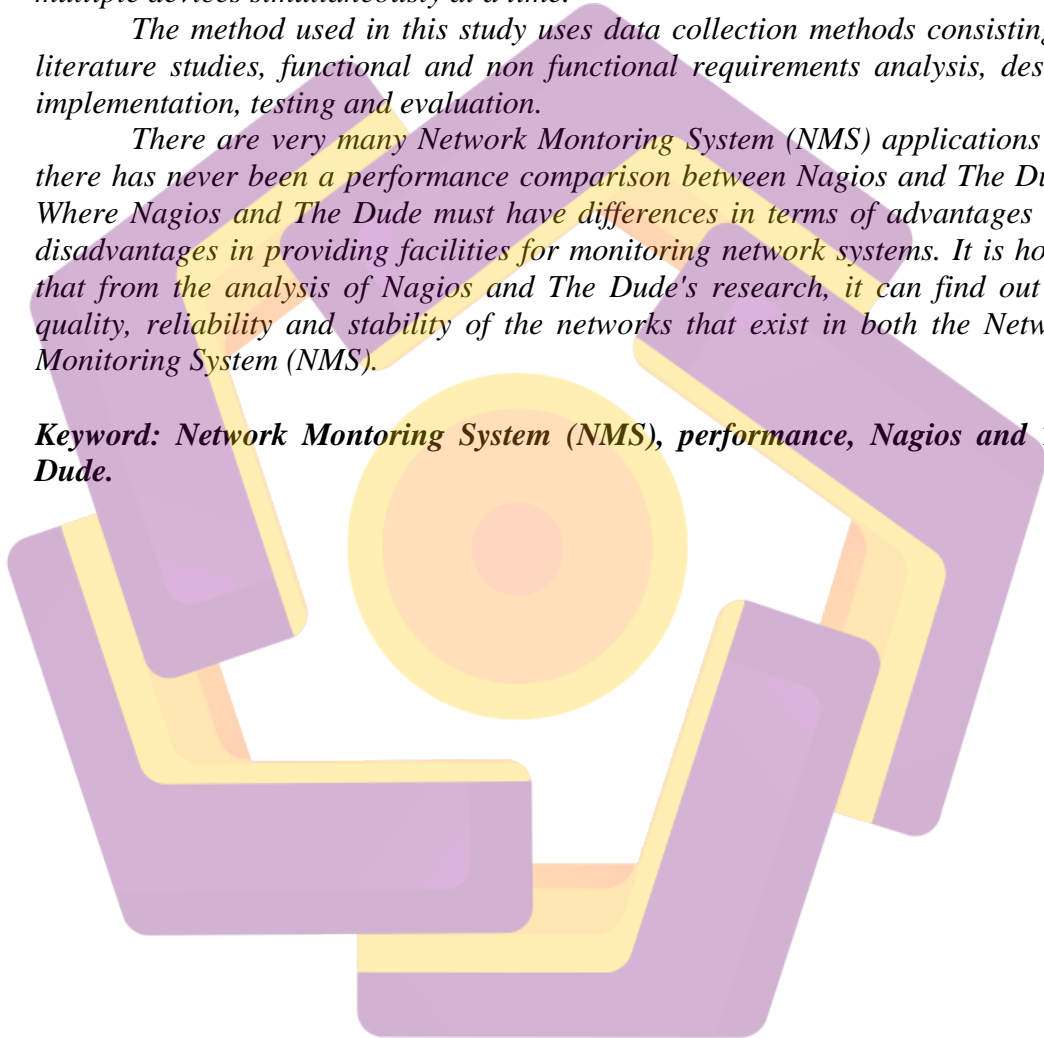 multiple devices simultaneously at a time.
The method used in this study uses data collection methods consisting
literature studies, functional and non functional requirements analysis, des
implementation, testing and evaluation.
There are very many Network Montoring System (NMS) applications
there has never been a performance comparison between Nagios and The Du
Where Nagios and The Dude must have differences in terms of advantages
disadvantages in providing facilities for monitoring network systems. It is ho
that from the analysis of Nagios and The Dude's research, it can find out
quality, reliability and stability of the networks that exist in both the Netw
Monitoring System (NMS).
Keyword: Network Montoring System (NMS), performance, Nagios and
Dude.